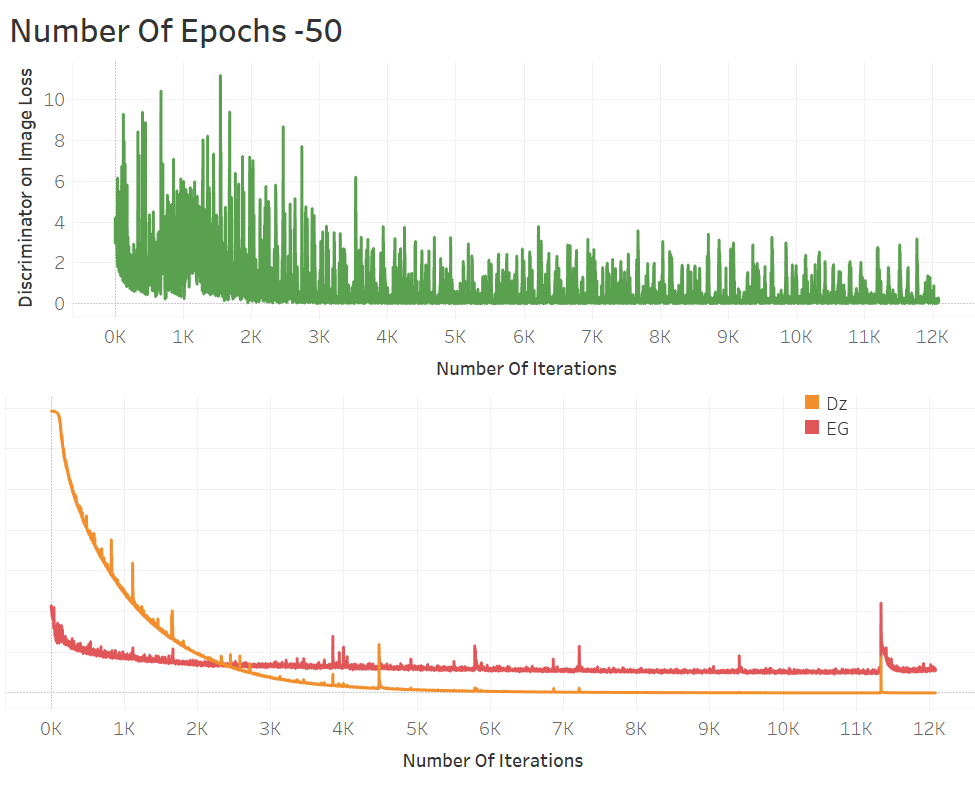 Number Of Epochs -50
Discriminator on Image Loss
10
8
6
4
2
0
0K 1K 2K 3K 4K 5K 6K 7K 8K 9K 10K 11K 12K
Number Of Iterations
Dz
EG
0K 1K 2K 3K 4K 5K 6K 7K 8K 9K 10K 11K 12K
Number Of Iterations